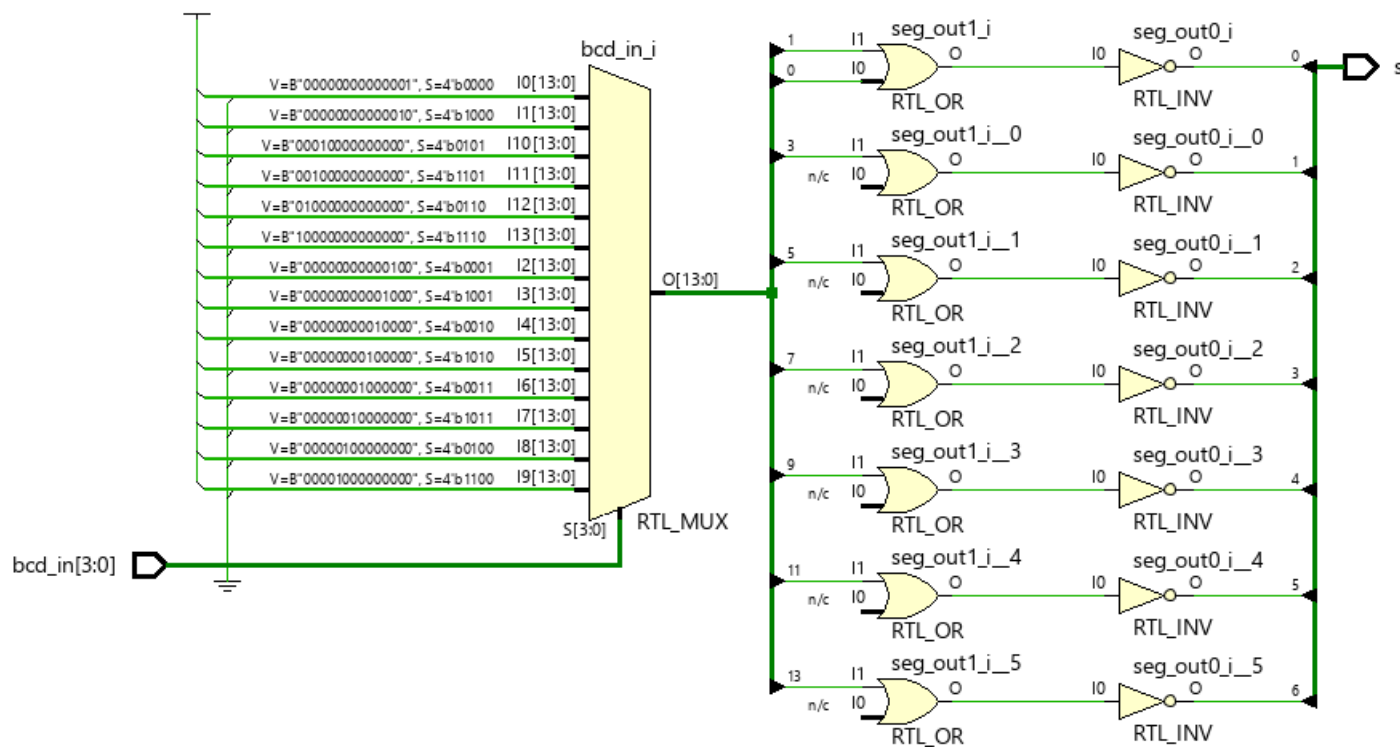 bcd_in_i
V=B"00000000000001", S=4'b0000 I0[13:0]
V=B"00000000000010", S=4'b1000 I1[13:0]
V=B"00010000000000", S=4'b0101 I10[13:0]
V=B"00100000000000", S=4'b1101 I11[13:0]
V=B"01000000000000", S=4'b0110 I12[13:0]
V=B"10000000000000", S=4'b1110 I13[13:0]
V=B"00000000000100", S=4'b0001 I2[13:0]
V=B"00000000001000", S=4'b1001 I3[13:0]
V=B"00000000010000", S=4'b0010 I4[13:0]
V=B"00000000100000", S=4'b1010 I5[13:0]
V=B"00000001000000", S=4'b0011 I6[13:0]
V=B"00000010000000", S=4'b1011 I7[13:0]
V=B"00000100000000", S=4'b0100 I8[13:0]
V=B"00001000000000", S=4'b1100 I9[13:0]
S[3:0]
RTL_MUX
bcd_in[3:0]
O[13:0]
seg_out1_i seg_out0_i
1 I1 O I0 O 0
0 I0
RTL_OR RTL_INV
s
seg_out1_i__0 seg_out0_i__0
3 I1 O I0 O 1
n/c I0
RTL_OR RTL_INV
seg_out1_i__1 seg_out0_i__1
5 I1 O I0 O 2
n/c I0
RTL_OR RTL_INV
seg_out1_i__2 seg_out0_i__2
7 I1 O I0 O 3
n/c I0
RTL_OR RTL_INV
seg_out1_i__3 seg_out0_i__3
9 I1 O I0 O 4
n/c I0
RTL_OR RTL_INV
seg_out1_i__4 seg_out0_i__4
11 I1 O I0 O 5
n/c I0
RTL_OR RTL_INV
seg_out1_i__5 seg_out0_i__5
13 I1 O I0 O 6
n/c I0
RTL_OR RTL_INV